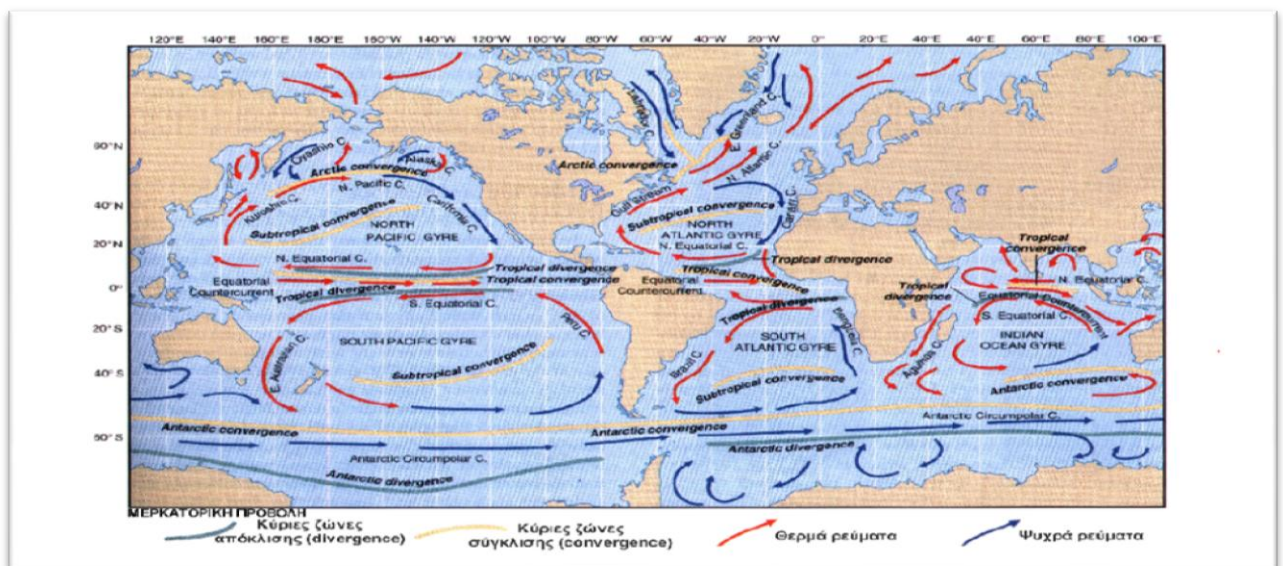 120°E 140°E 160°E 180°E 160°W 140°W 120°W 100°W 80°W 60°W 40°W 20°W 0° 20°E 40°E 60°E 80°E 100°E
60°N
40°N
20°N
0°
20°S
40°S
50°S
Oyashio C.
Alaska C.
Arctic convergence
N. Pacific C.
Kuroshio C.
California C.
Subtropical convergence
NORTH
PACIFIC GYRE
N. Equatorial C.
Tropical divergence
Equatorial
Countercurrent
Tropical convergence
Tropical divergence
S. Equatorial C.
Peru C.
SOUTH PACIFIC GYRE
E. Australian C.
Subtropical convergence
Antarctic convergence
Antarctic Circumpolar C.
Antarctic divergence
Labrador C.
E. Greenland C.
Arctic convergence
N. Atlantic C.
Gulf Stream
Canary C.
Subtropical convergence
NORTH
ATLANTIC GYRE
N. Equatorial C.
Tropical divergence
Tropical convergence
Equatorial
Countercurrent
Tropical divergence
SOUTH
ATLANTIC GYRE
Benguela C.
Brazil C.
Subtropical convergence
Antarctic convergence
Antarctic divergence
Tropical
convergence
N. Equatorial C.
Tropical
divergence
Equatorial countercurrent
S. Equatorial C.
INDIAN
OCEAN GYRE
Agulhas C.
Antarctic convergence
Antarctic Circumpolar C.
ΜΕΡΚΑΤΟΡΙΚΗ ΠΡΟΒΟΛΗ
Κύριες ζώνες
απόκλισης (divergence)
Κύριες ζώνες
σύγκλισης (convergence)
Θερμά ρεύματα
Ψυχρά ρεύματα